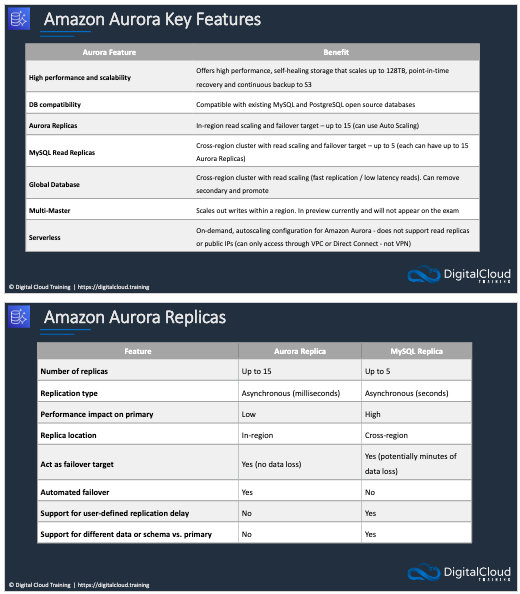 Amazon Aurora Key Features
Aurora Feature Benefit
High performance and scalability Offers high performance, self-healing storage that scales up to 128TB, point-in-time
recovery and continuous backup to S3
DB compatibility Compatible with existing MySQL and PostgreSQL open source databases
Aurora Replicas In-region read scaling and failover target – up to 15 (can use Auto Scaling)
MySQL Read Replicas Cross-region cluster with read scaling and failover target – up to 5 (each can have up to 15
Aurora Replicas)
Global Database Cross-region cluster with read scaling (fast replication / low latency reads). Can remove
secondary and promote
Multi-Master Scales out writes within a region. In preview currently and will not appear on the exam
Serverless On-demand, autoscaling configuration for Amazon Aurora - does not support read replicas
or public IPs (can only access through VPC or Direct Connect - not VPN)
DigitalCloud
TRAINING
© Digital Cloud Training | https://digitalcloud.training
Amazon Aurora Replicas
Feature Aurora Replica MySQL Replica
Number of replicas Up to 15 Up to 5
Replication type Asynchronous (milliseconds) Asynchronous (seconds)
Performance impact on primary Low High
Replica location In-region Cross-region
Act as failover target Yes (no data loss) Yes (potentially minutes of
data loss)
Automated failover Yes No
Support for user-defined replication delay No Yes
Support for different data or schema vs. primary No Yes
DigitalCloud
TRAINING
© Digital Cloud Training | https://digitalcloud.training